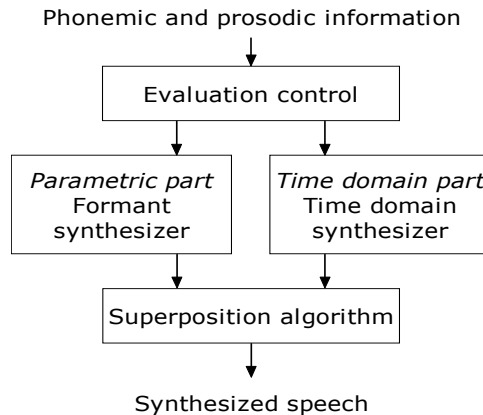 Phonemic and prosodic information
Evaluation control
Parametric part
Formant
synthesizer
Time domain part
Time domain
synthesizer
Superposition algorithm
Synthesized speech